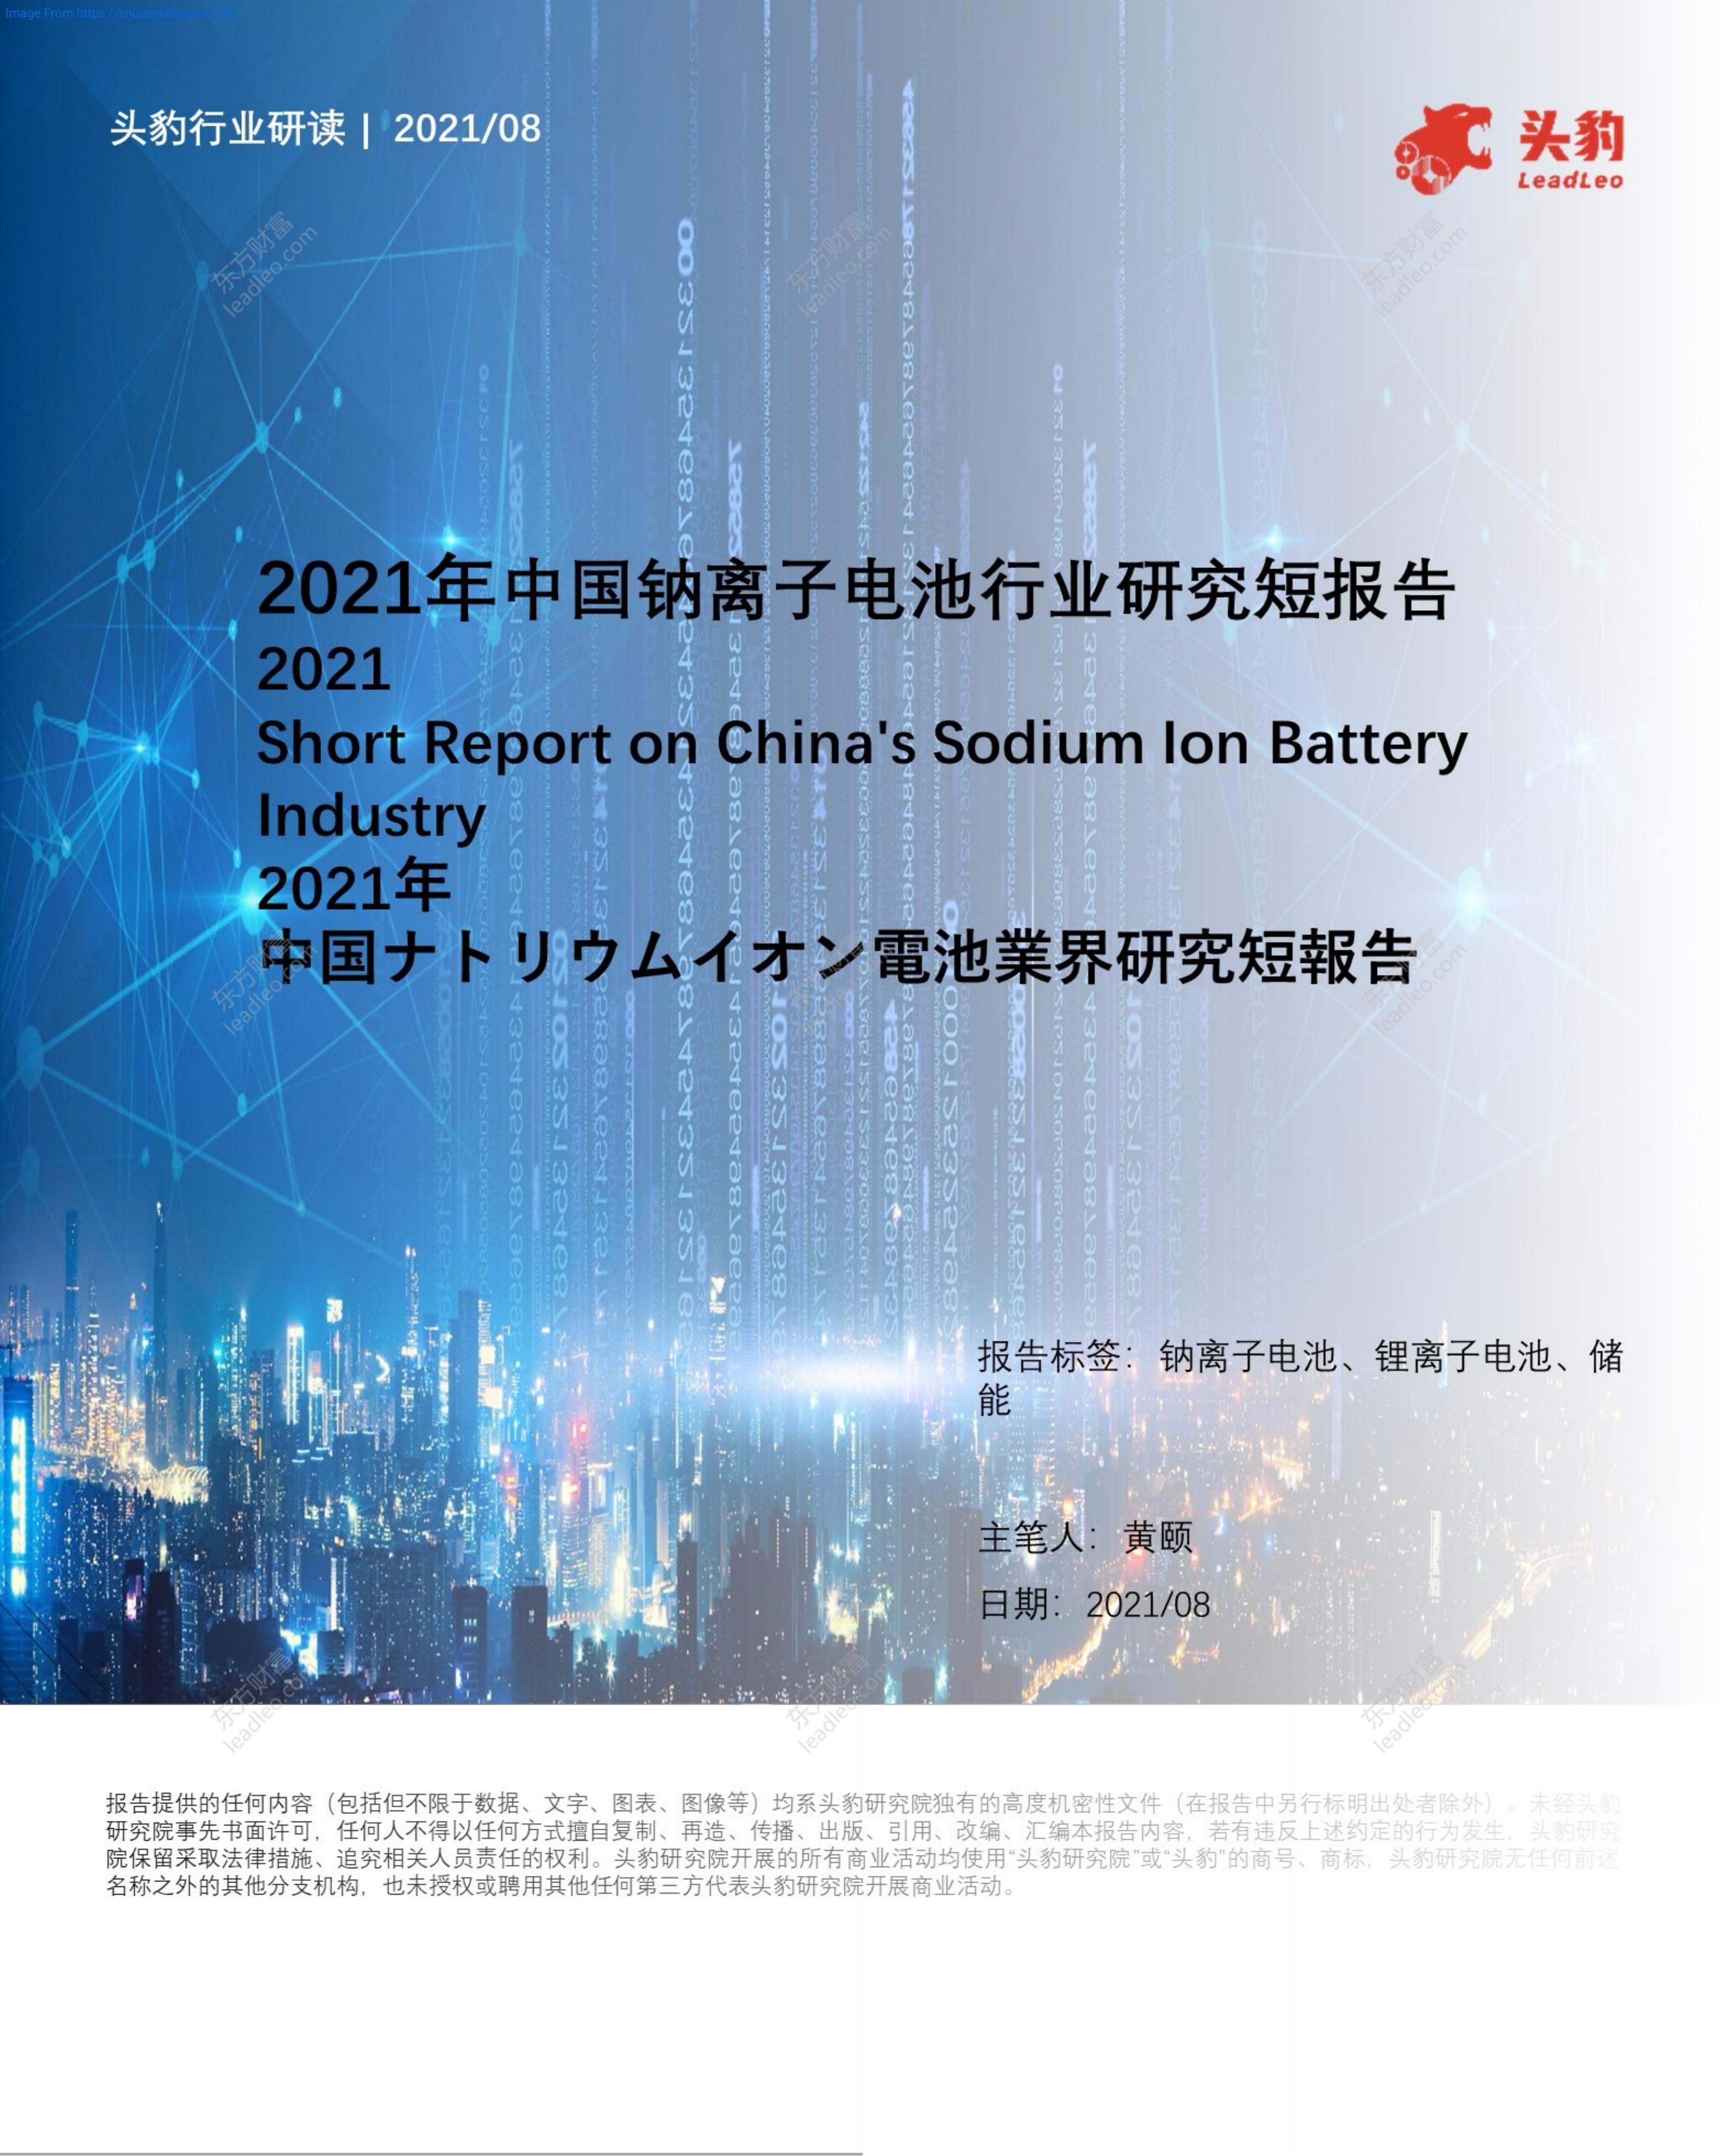 头豹行业研读 | 2021/08
头豹
LeadLeo
2021年中国钠离子电池行业研究短报告
2021
Short Report on China's Sodium Ion Battery
Industry
2021年
中国ナトリウムイオン電池業界研究短報告
报告标签：钠离子电池、锂离子电池、储
能
主笔人：黄颐
日期：2021/08
报告提供的任何内容（包括但不限于数据、文字、图表、图像等）均系头豹研究院独有的高度机密性文件（在报告中另行标明出处者除外）。未经头豹
研究院事先书面许可，任何人不得以任何方式擅自复制、再造、传播、出版、引用、改编、汇编本报告内容，若有违反上述约定的行为发生，头豹研究
院保留采取法律措施、追究相关人员责任的权利。头豹研究院开展的所有商业活动均使用“头豹研究院”或“头豹”的商号、商标，头豹研究院无任何前述
名称之外的其他分支机构，也未授权或聘用其他任何第三方代表头豹研究院开展商业活动。
东方财富
leadleo.com